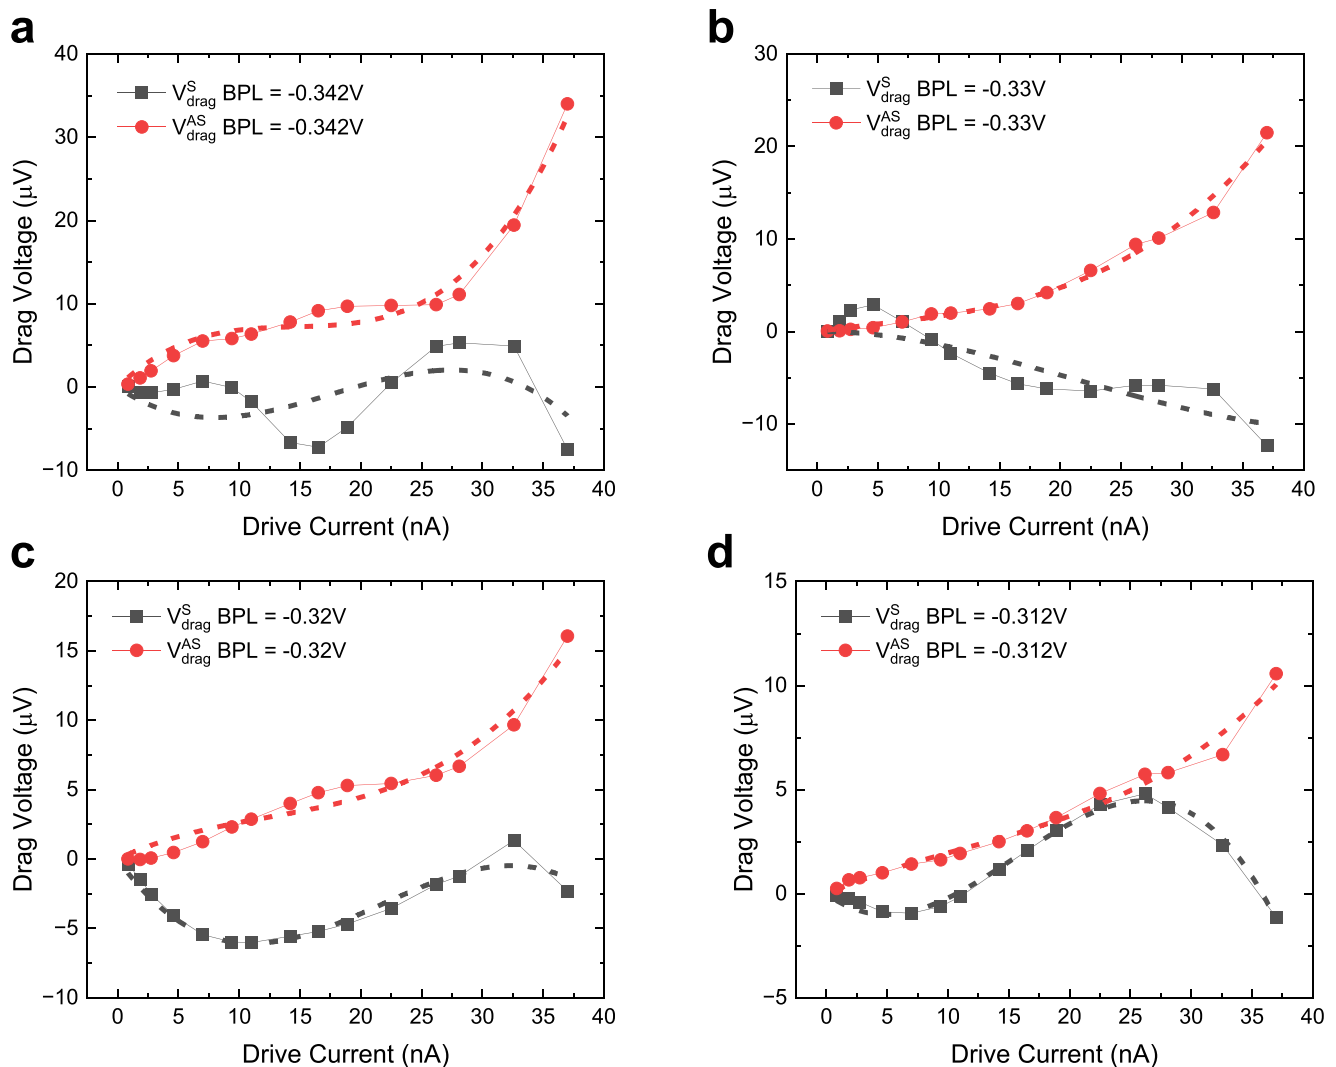 a
40
30
20
10
0
−10
V^S_drag BPL = -0.342V
V^AS_drag BPL = -0.342V
Drag Voltage (μV)
0 5 10 15 20 25 30 35 40
Drive Current (nA)
b
30
20
10
0
−10
V^S_drag BPL = -0.33V
V^AS_drag BPL = -0.33V
Drag Voltage (μV)
0 5 10 15 20 25 30 35 40
Drive Current (nA)
c
20
15
10
5
0
−5
−10
V^S_drag BPL = -0.32V
V^AS_drag BPL = -0.32V
Drag Voltage (μV)
0 5 10 15 20 25 30 35 40
Drive Current (nA)
d
15
10
5
0
−5
V^S_drag BPL = -0.312V
V^AS_drag BPL = -0.312V
Drag Voltage (μV)
0 5 10 15 20 25 30 35 40
Drive Current (nA)